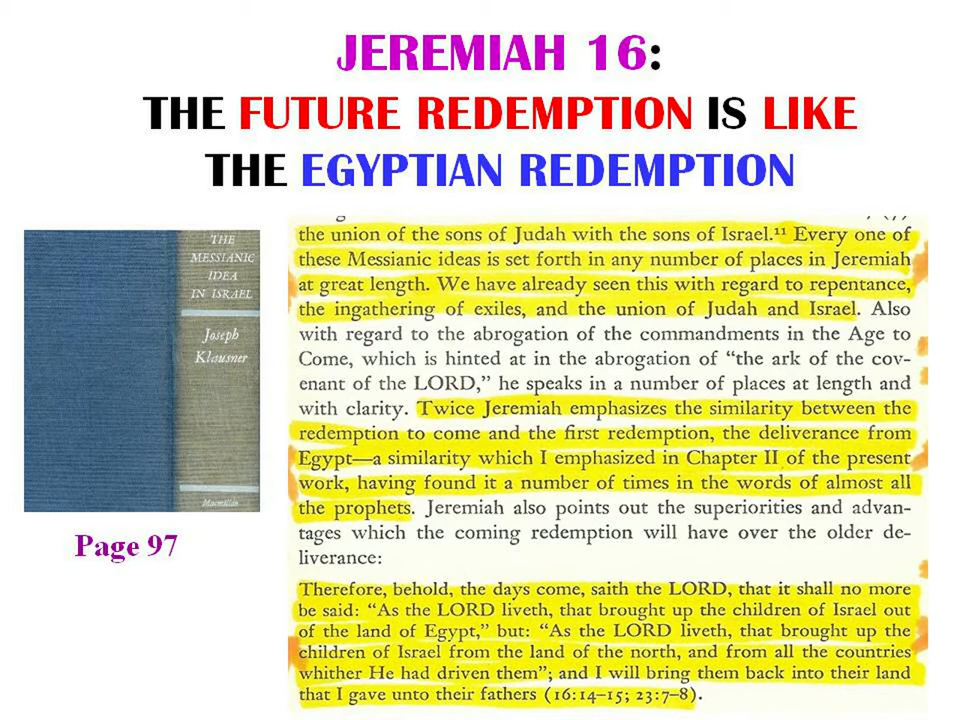 JEREMIAH 16:
THE FUTURE REDEMPTION IS LIKE
THE EGYPTIAN REDEMPTION
THE
MESSIANIC
IDEA
IN ISRAEL
Joseph
Klausner
Macmillan
Page 97
the union of the sons of Judah with the sons of Israel.¹¹ Every one of
these Messianic ideas is set forth in any number of places in Jeremiah
at great length. We have already seen this with regard to repentance,
the ingathering of exiles, and the union of Judah and Israel. Also
with regard to the abrogation of the commandments in the Age to
Come, which is hinted at in the abrogation of “the ark of the cov-
enant of the LORD,” he speaks in a number of places at length and
with clarity. Twice Jeremiah emphasizes the similarity between the
redemption to come and the first redemption, the deliverance from
Egypt—a similarity which I emphasized in Chapter II of the present
work, having found it a number of times in the words of almost all
the prophets. Jeremiah also points out the superiorities and advan-
tages which the coming redemption will have over the older de-
liverance:
Therefore, behold, the days come, saith the LORD, that it shall no more
be said: “As the LORD liveth, that brought up the children of Israel out
of the land of Egypt,” but: “As the LORD liveth, that brought up the
children of Israel from the land of the north, and from all the countries
whither He had driven them”; and I will bring them back into their land
that I gave unto their fathers (16:14–15; 23:7–8).